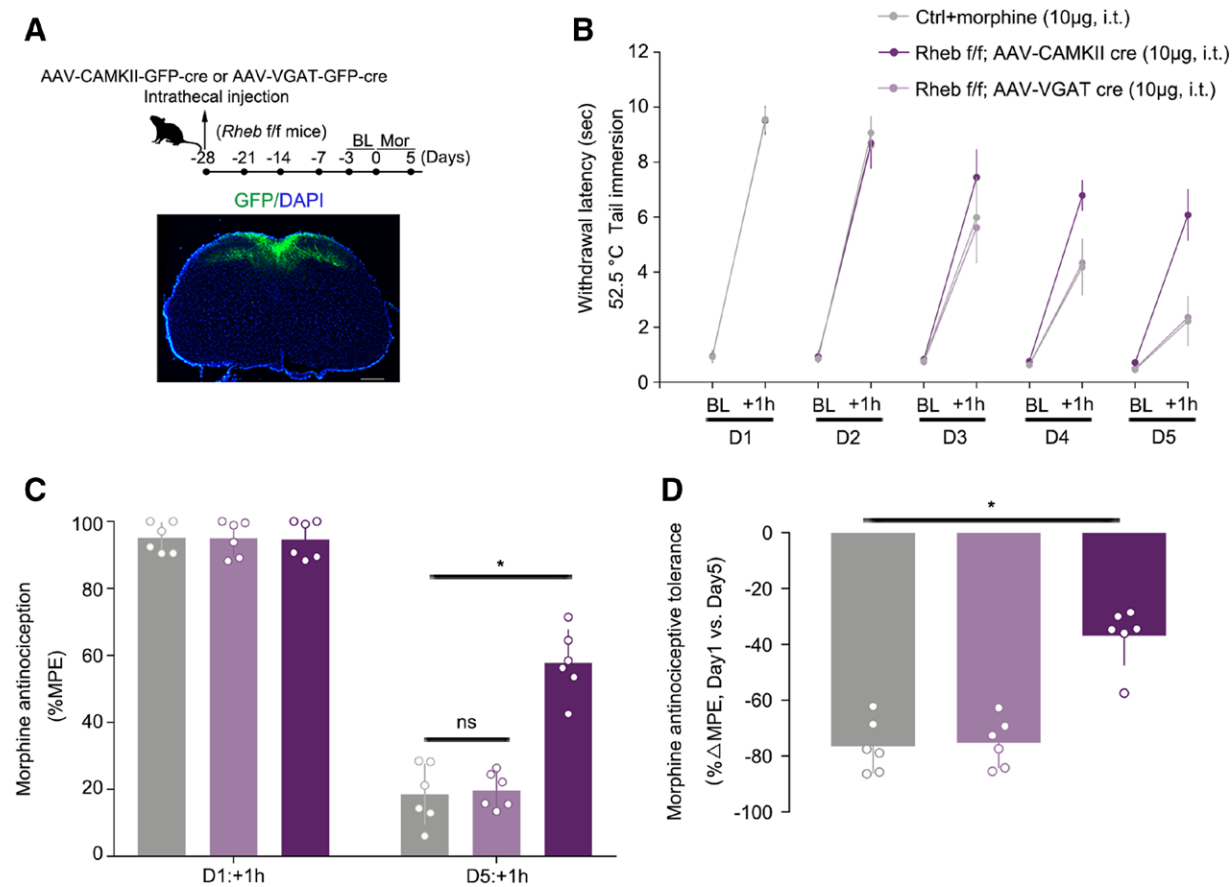 A
AAV-CAMKII-GFP-cre or AAV-VGAT-GFP-cre
Intrathecal injection
(Rheb f/f mice)
BL Mor
-28 -21 -14 -7 -3 0 5 (Days)
GFP/DAPI
B
Ctrl+morphine (10μg, i.t.)
Rheb f/f; AAV-CAMKII cre (10μg, i.t.)
Rheb f/f; AAV-VGAT cre (10μg, i.t.)
Withdrawal latency (sec)
52.5 °C Tail immersion
12
10
8
6
4
2
0
BL +1h BL +1h BL +1h BL +1h BL +1h
D1 D2 D3 D4 D5
C
Morphine antinociception
(%MPE)
100
80
60
40
20
0
*
ns
D1:+1h D5:+1h
D
Morphine antinociceptive tolerance
(%△MPE, Day1 vs. Day5)
*
0
-20
-40
-60
-80
-100